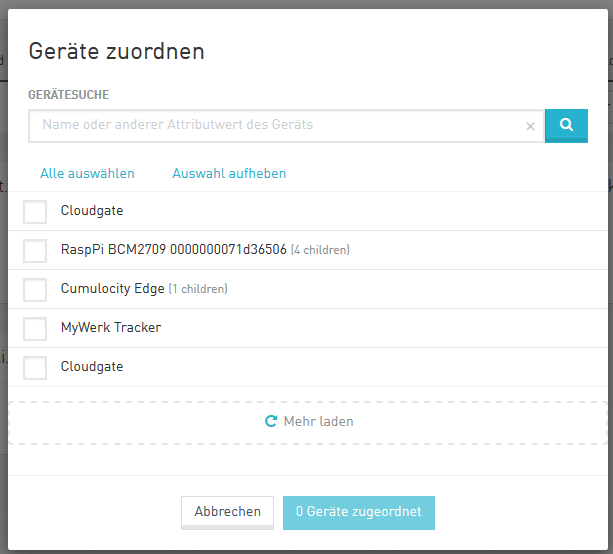 Geräte zuordnen
GERÄTESUCHE
Name oder anderer Attributwert des Geräts
Alle auswählen Auswahl aufheben
Cloudgate
RaspPi BCM2709 0000000071d36506 (4 children)
Cumulocity Edge (1 children)
MyWerk Tracker
Cloudgate
Mehr laden
Abbrechen 0 Geräte zugeordnet